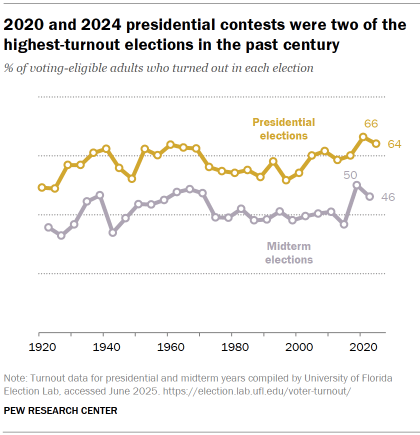 2020 and 2024 presidential contests were two of the
highest-turnout elections in the past century
% of voting-eligible adults who turned out in each election
Presidential
elections
66
64
50
46
Midterm
elections
1920 1940 1960 1980 2000 2020
Note: Turnout data for presidential and midterm years compiled by University of Florida
Election Lab, accessed June 2025. https://election.lab.ufl.edu/voter-turnout/
PEW RESEARCH CENTER